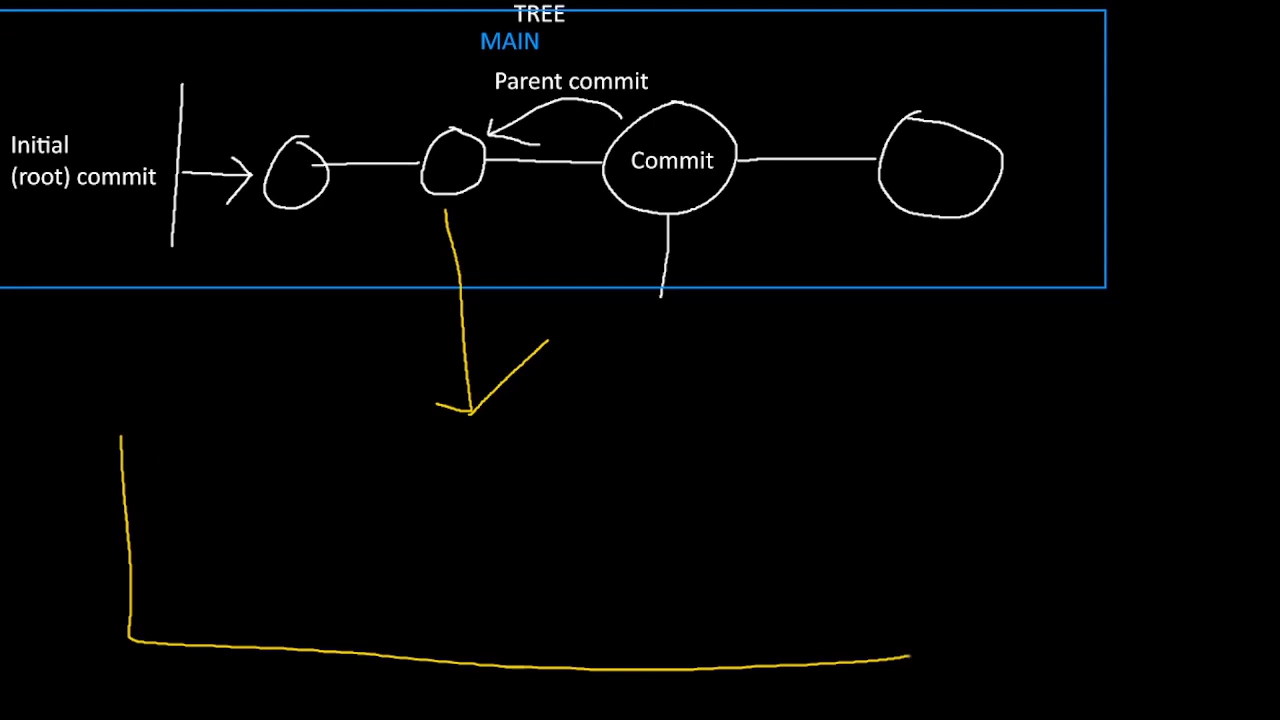 TREE
MAIN
Parent commit
Initial
(root) commit
Commit